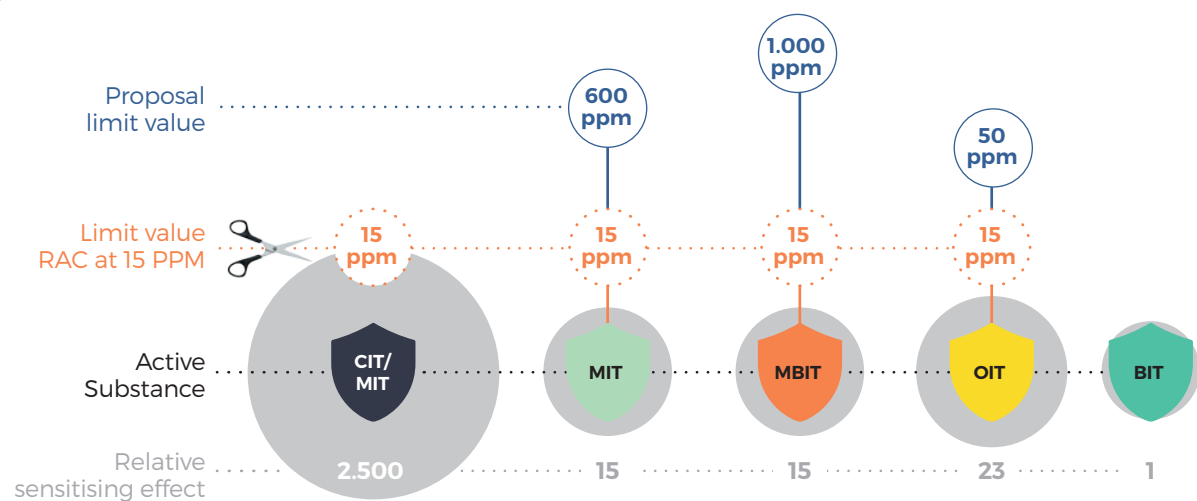 Proposal
limit value
600
ppm
1.000
ppm
50
ppm
Limit value
RAC at 15 PPM
15
ppm
15
ppm
15
ppm
15
ppm
Active
Substance
CIT/
MIT
MIT
MBIT
OIT
BIT
Relative
sensitising effect
2.500
15
15
23
1